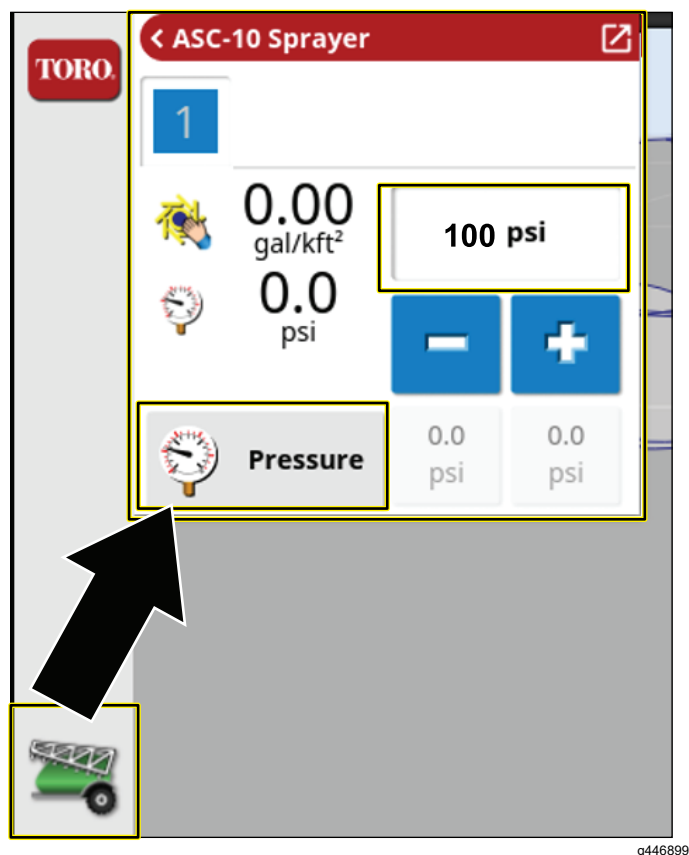 TORO.
ASC-10 Sprayer
1
0.00
gal/kft²
100 psi
0.0
psi
Pressure
0.0
psi
0.0
psi
g446899